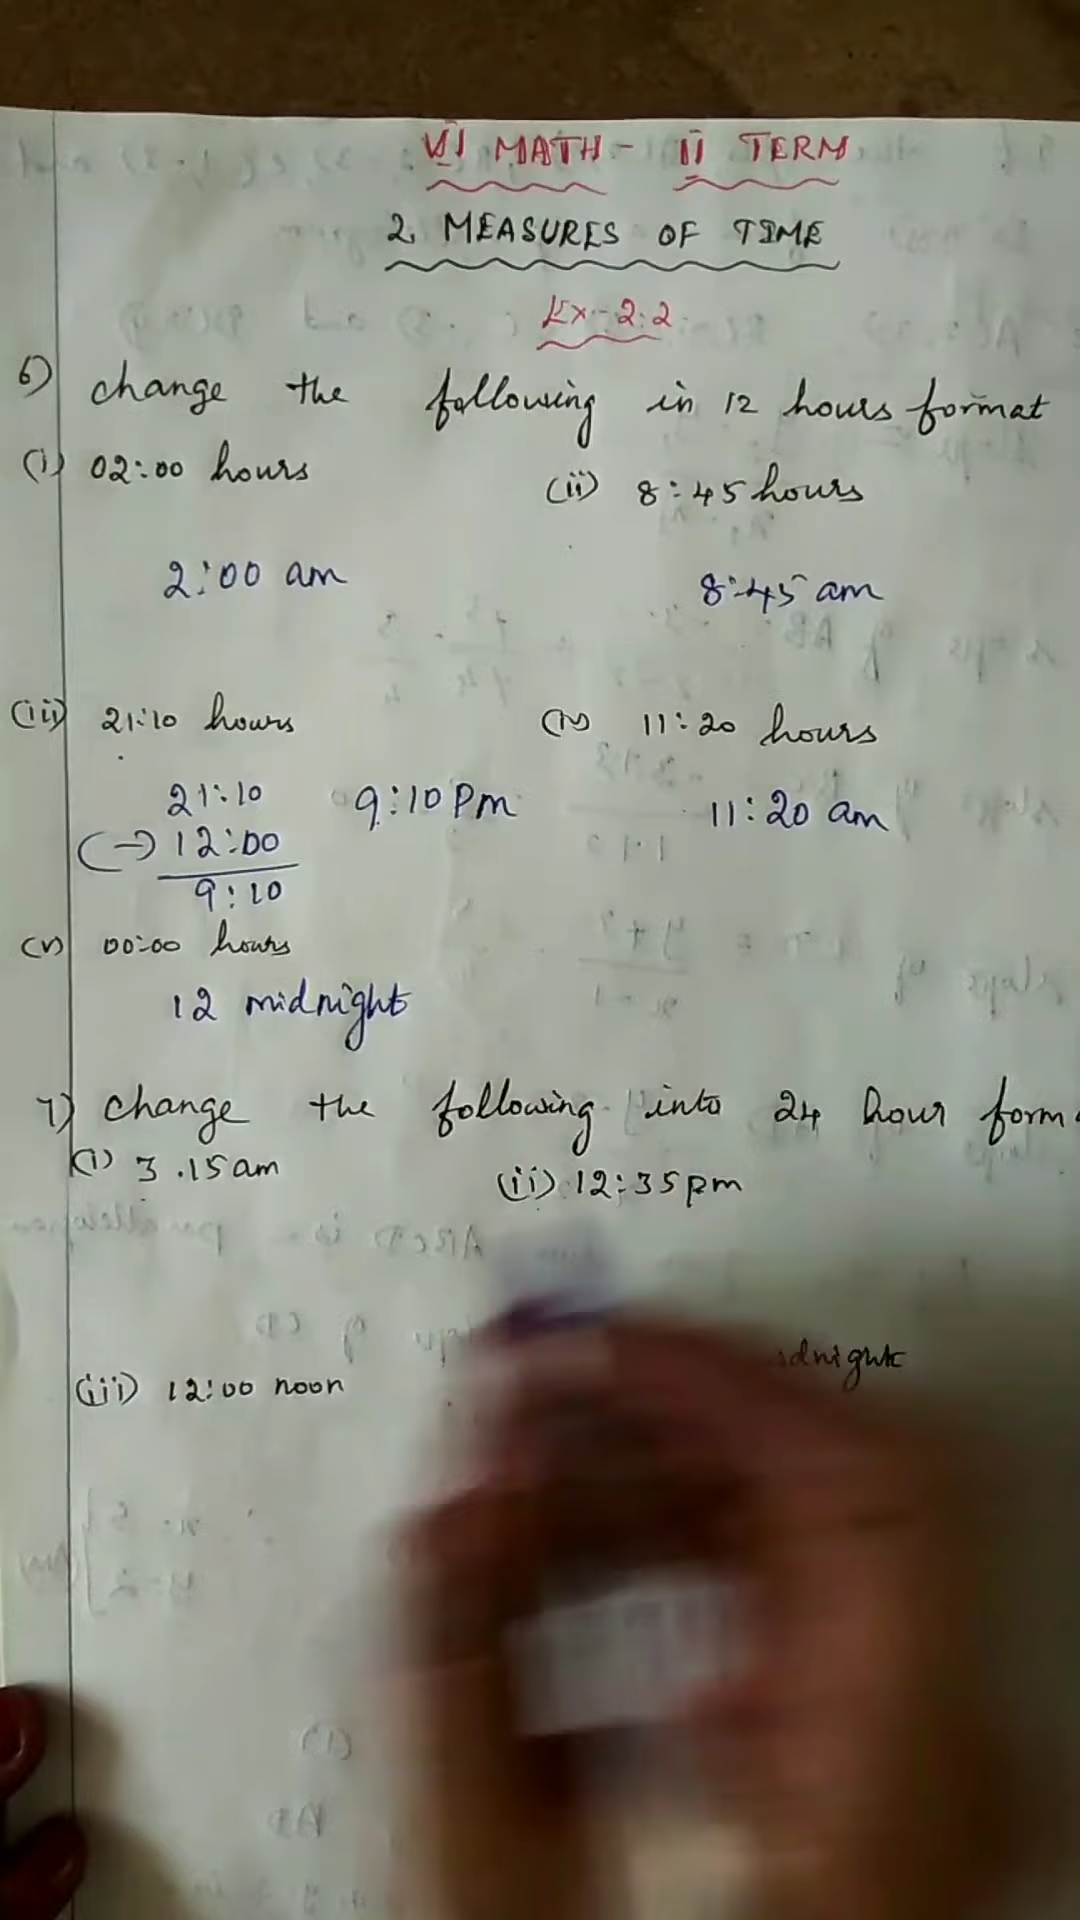 VI MATH - II TERM
2. MEASURES OF TIME
Ex - 2.2
6) change the following in 12 hours format
(i) 02:00 hours (ii) 8:45 hours
2:00 am 8:45 am
(iii) 21:10 hours (iv) 11:20 hours
21:10 9:10 Pm 11:20 am
(-) 12:00
9:10
(v) 00:00 hours
12 midnight
7) change the following into 24 hour form
(i) 3.15 am (ii) 12:35 pm
(iii) 12:00 noon